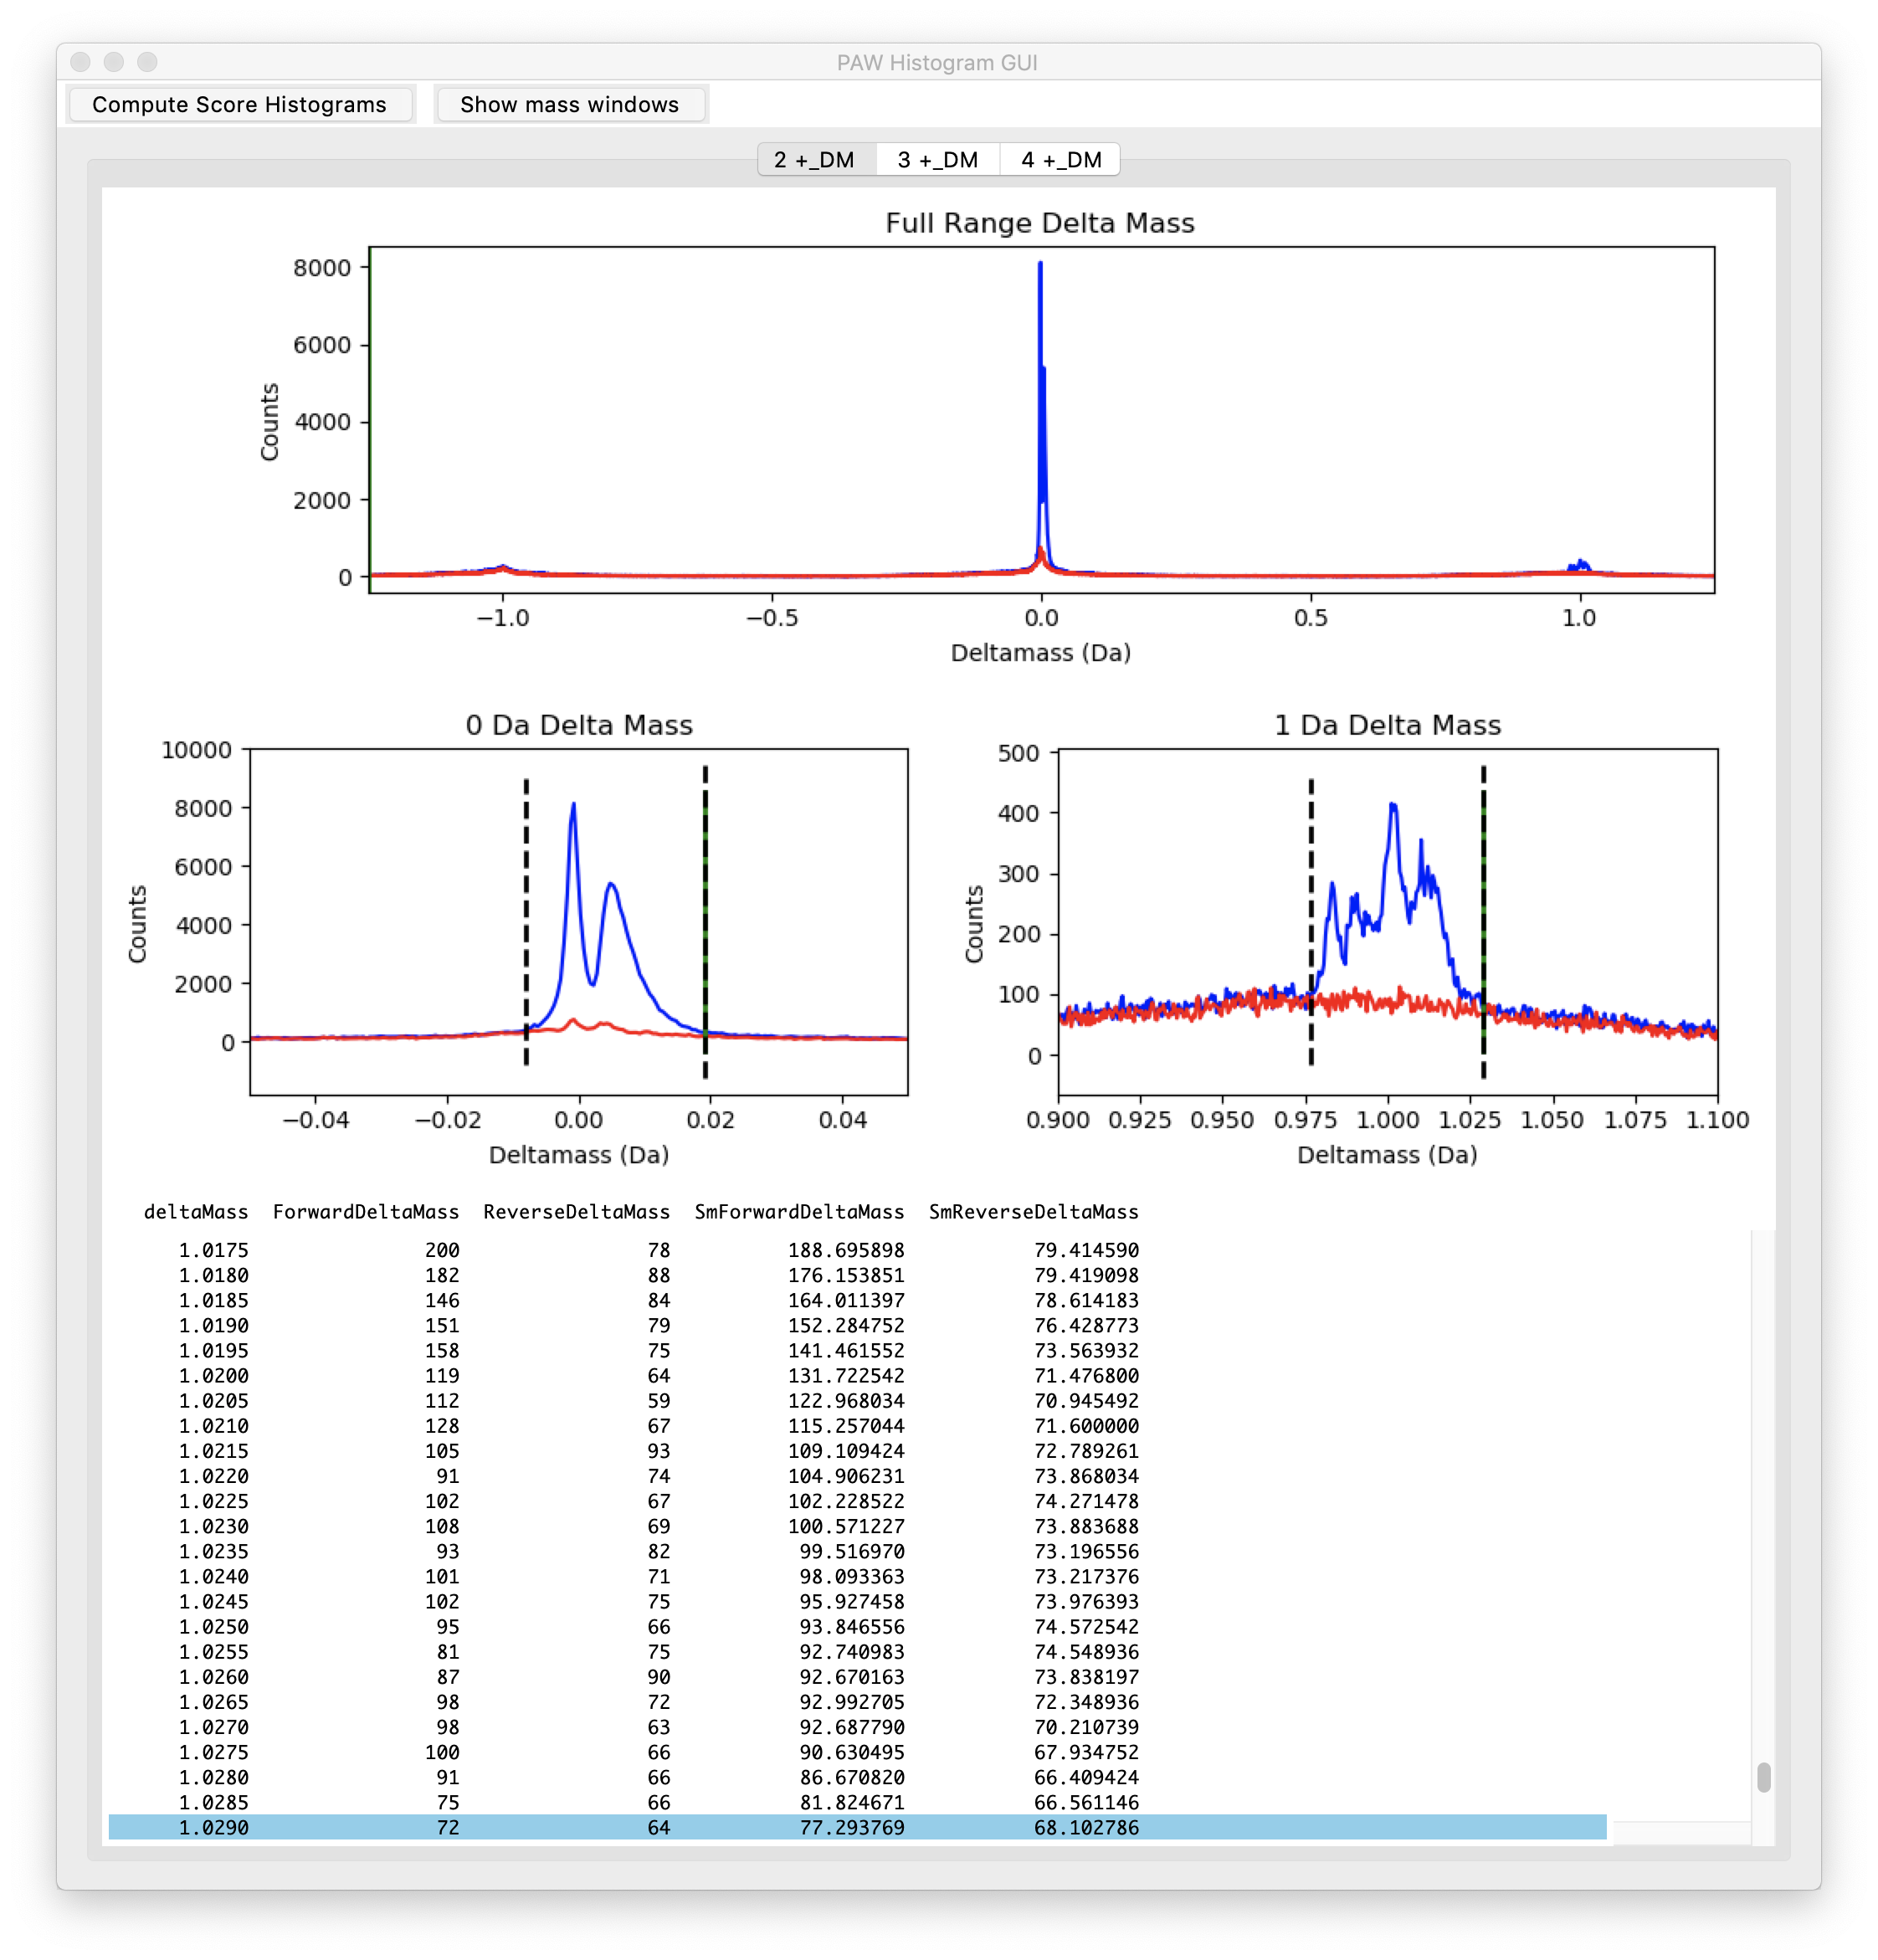 PAW Histogram GUI
Compute Score Histograms Show mass windows
2 +_DM 3 +_DM 4 +_DM
Full Range Delta Mass
8000
6000
4000
2000
0
Counts
−1.0 −0.5 0.0 0.5 1.0
Deltamass (Da)
0 Da Delta Mass
10000
8000
6000
4000
2000
0
Counts
−0.04 −0.02 0.00 0.02 0.04
Deltamass (Da)
1 Da Delta Mass
500
400
300
200
100
0
Counts
0.900 0.925 0.950 0.975 1.000 1.025 1.050 1.075 1.100
Deltamass (Da)
deltaMass ForwardDeltaMass ReverseDeltaMass SmForwardDeltaMass SmReverseDeltaMass
1.0175 200 78 188.695898 79.414590
1.0180 182 88 176.153851 79.419098
1.0185 146 84 164.011397 78.614183
1.0190 151 79 152.284752 76.428773
1.0195 158 75 141.461552 73.563932
1.0200 119 64 131.722542 71.476800
1.0205 112 59 122.968034 70.945492
1.0210 128 67 115.257044 71.600000
1.0215 105 93 109.109424 72.789261
1.0220 91 74 104.906231 73.868034
1.0225 102 67 102.228522 74.271478
1.0230 108 69 100.571227 73.883688
1.0235 93 82 99.516970 73.196556
1.0240 101 71 98.093363 73.217376
1.0245 102 75 95.927458 73.976393
1.0250 95 66 93.846556 74.572542
1.0255 81 75 92.740983 74.548936
1.0260 87 90 92.670163 73.838197
1.0265 98 72 92.992705 72.348936
1.0270 98 63 92.687790 70.210739
1.0275 100 66 90.630495 67.934752
1.0280 91 66 86.670820 66.409424
1.0285 75 66 81.824671 66.561146
1.0290 72 64 77.293769 68.102786